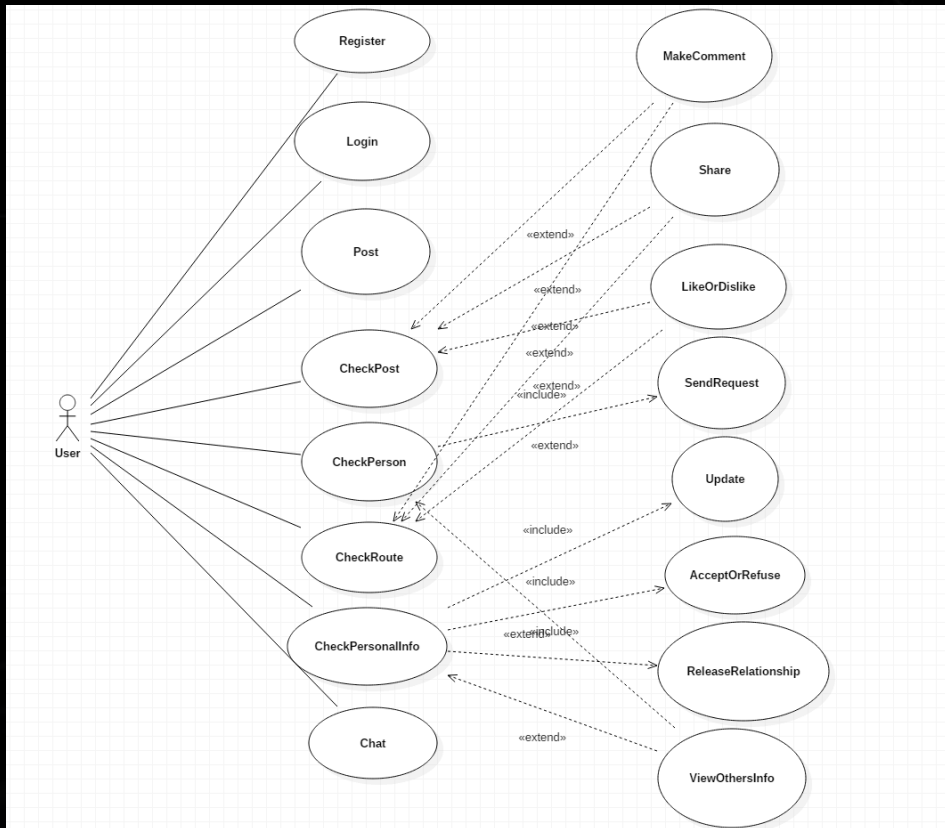 Register
MakeComment
Login
Share
«extend»
Post
LikeOrDislike
«extend»
«extend»
«extend»
CheckPost
SendRequest
«extend»
«include»
User
CheckPerson
«extend»
Update
«include»
CheckRoute
AcceptOrRefuse
«include»
«include»
«extend»
CheckPersonalInfo
ReleaseRelationship
«extend»
Chat
ViewOthersInfo